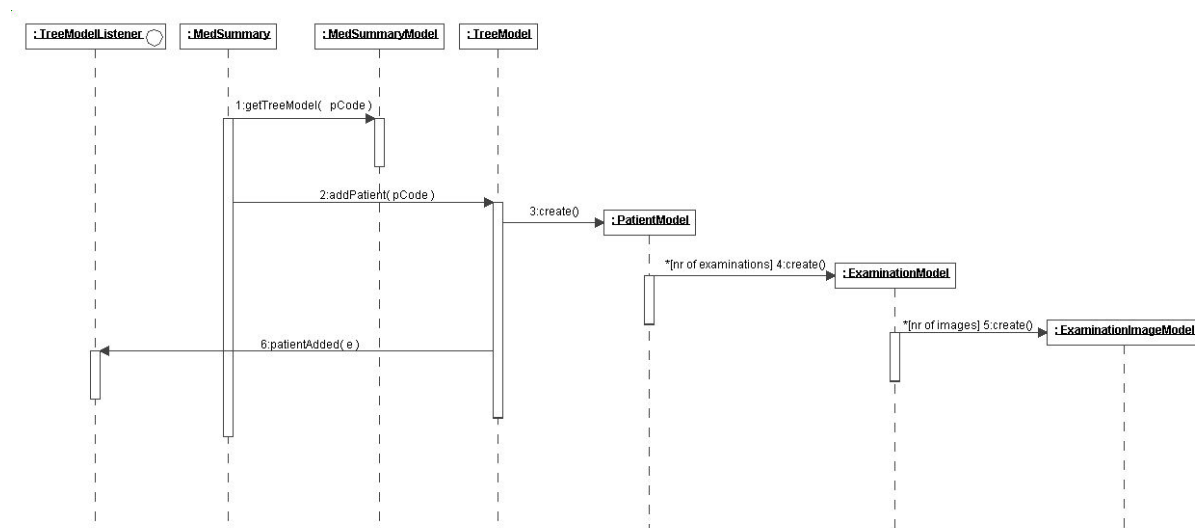 : TreeModelListener
: MedSummary
: MedSummaryModel
: TreeModel
1:getTreeModel( pCode )
2:addPatient( pCode )
3:create()
: PatientModel
*[nr of examinations] 4:create()
: ExaminationModel
*[nr of images] 5:create()
: ExaminationImageModel
6:patientAdded( e )